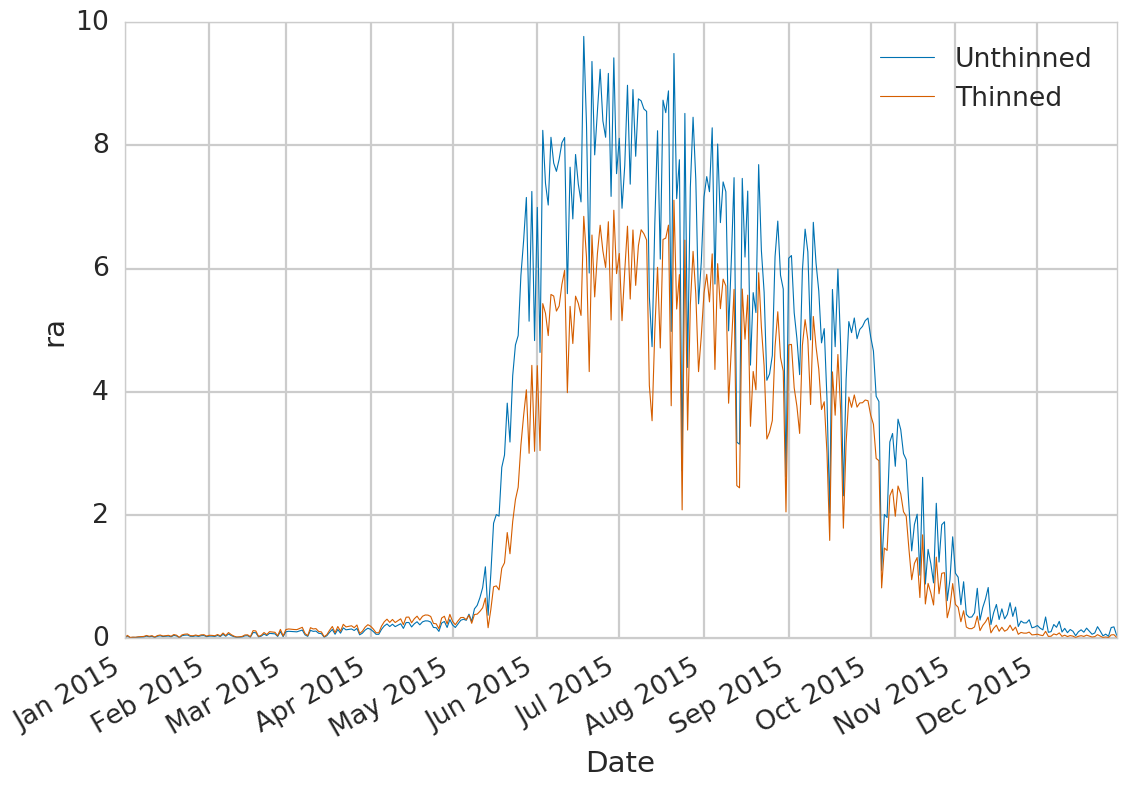 10
8
6
4
2
0
ra
Unthinned
Thinned
Jan 2015
Feb 2015
Mar 2015
Apr 2015
May 2015
Jun 2015
Jul 2015
Aug 2015
Sep 2015
Oct 2015
Nov 2015
Dec 2015
Date